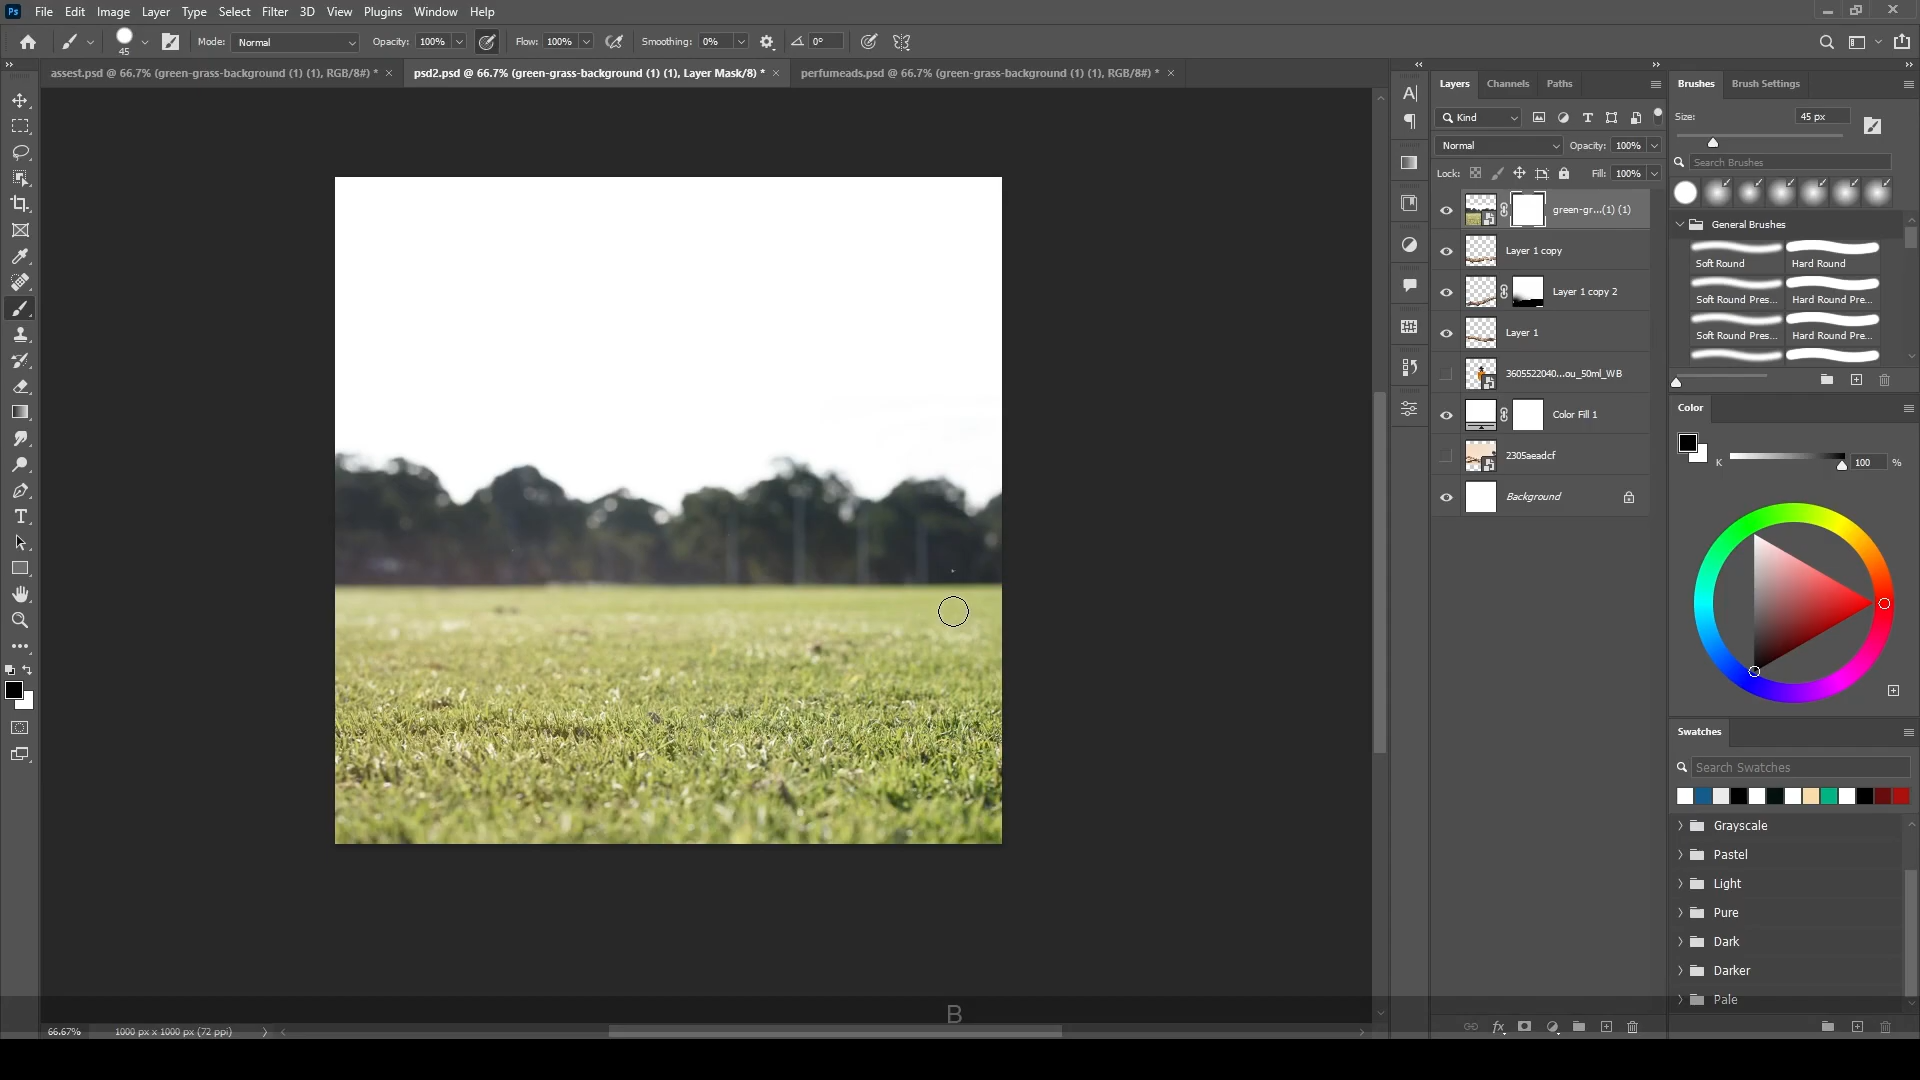 Ps File Edit Image Layer Type Select Filter 3D View Plugins Window Help
45 Mode: Normal Opacity: 100% Flow: 100% Smoothing: 0% 0°
assest.psd @ 66.7% (green-grass-background (1) (1), RGB/8#) * psd2.psd @ 66.7% (green-grass-background (1) (1), Layer Mask/8) * perfumeads.psd @ 66.7% (green-grass-background (1) (1), RGB/8#) *
Layers Channels Paths
Kind
Normal Opacity: 100%
Lock: Fill: 100%
green-gr...(1) (1)
Layer 1 copy
Layer 1 copy 2
Layer 1
3605522040...ou_50ml_WB
Color Fill 1
2305aeadcf
Background
Brushes Brush Settings
Size: 45 px
Search Brushes
General Brushes
Soft Round Hard Round
Soft Round Pres... Hard Round Pre...
Soft Round Pres... Hard Round Pre...
Color
K 100 %
Swatches
Search Swatches
Grayscale
Pastel
Light
Pure
Dark
Darker
Pale
B
66.67% 1000 px x 1000 px (72 ppi)